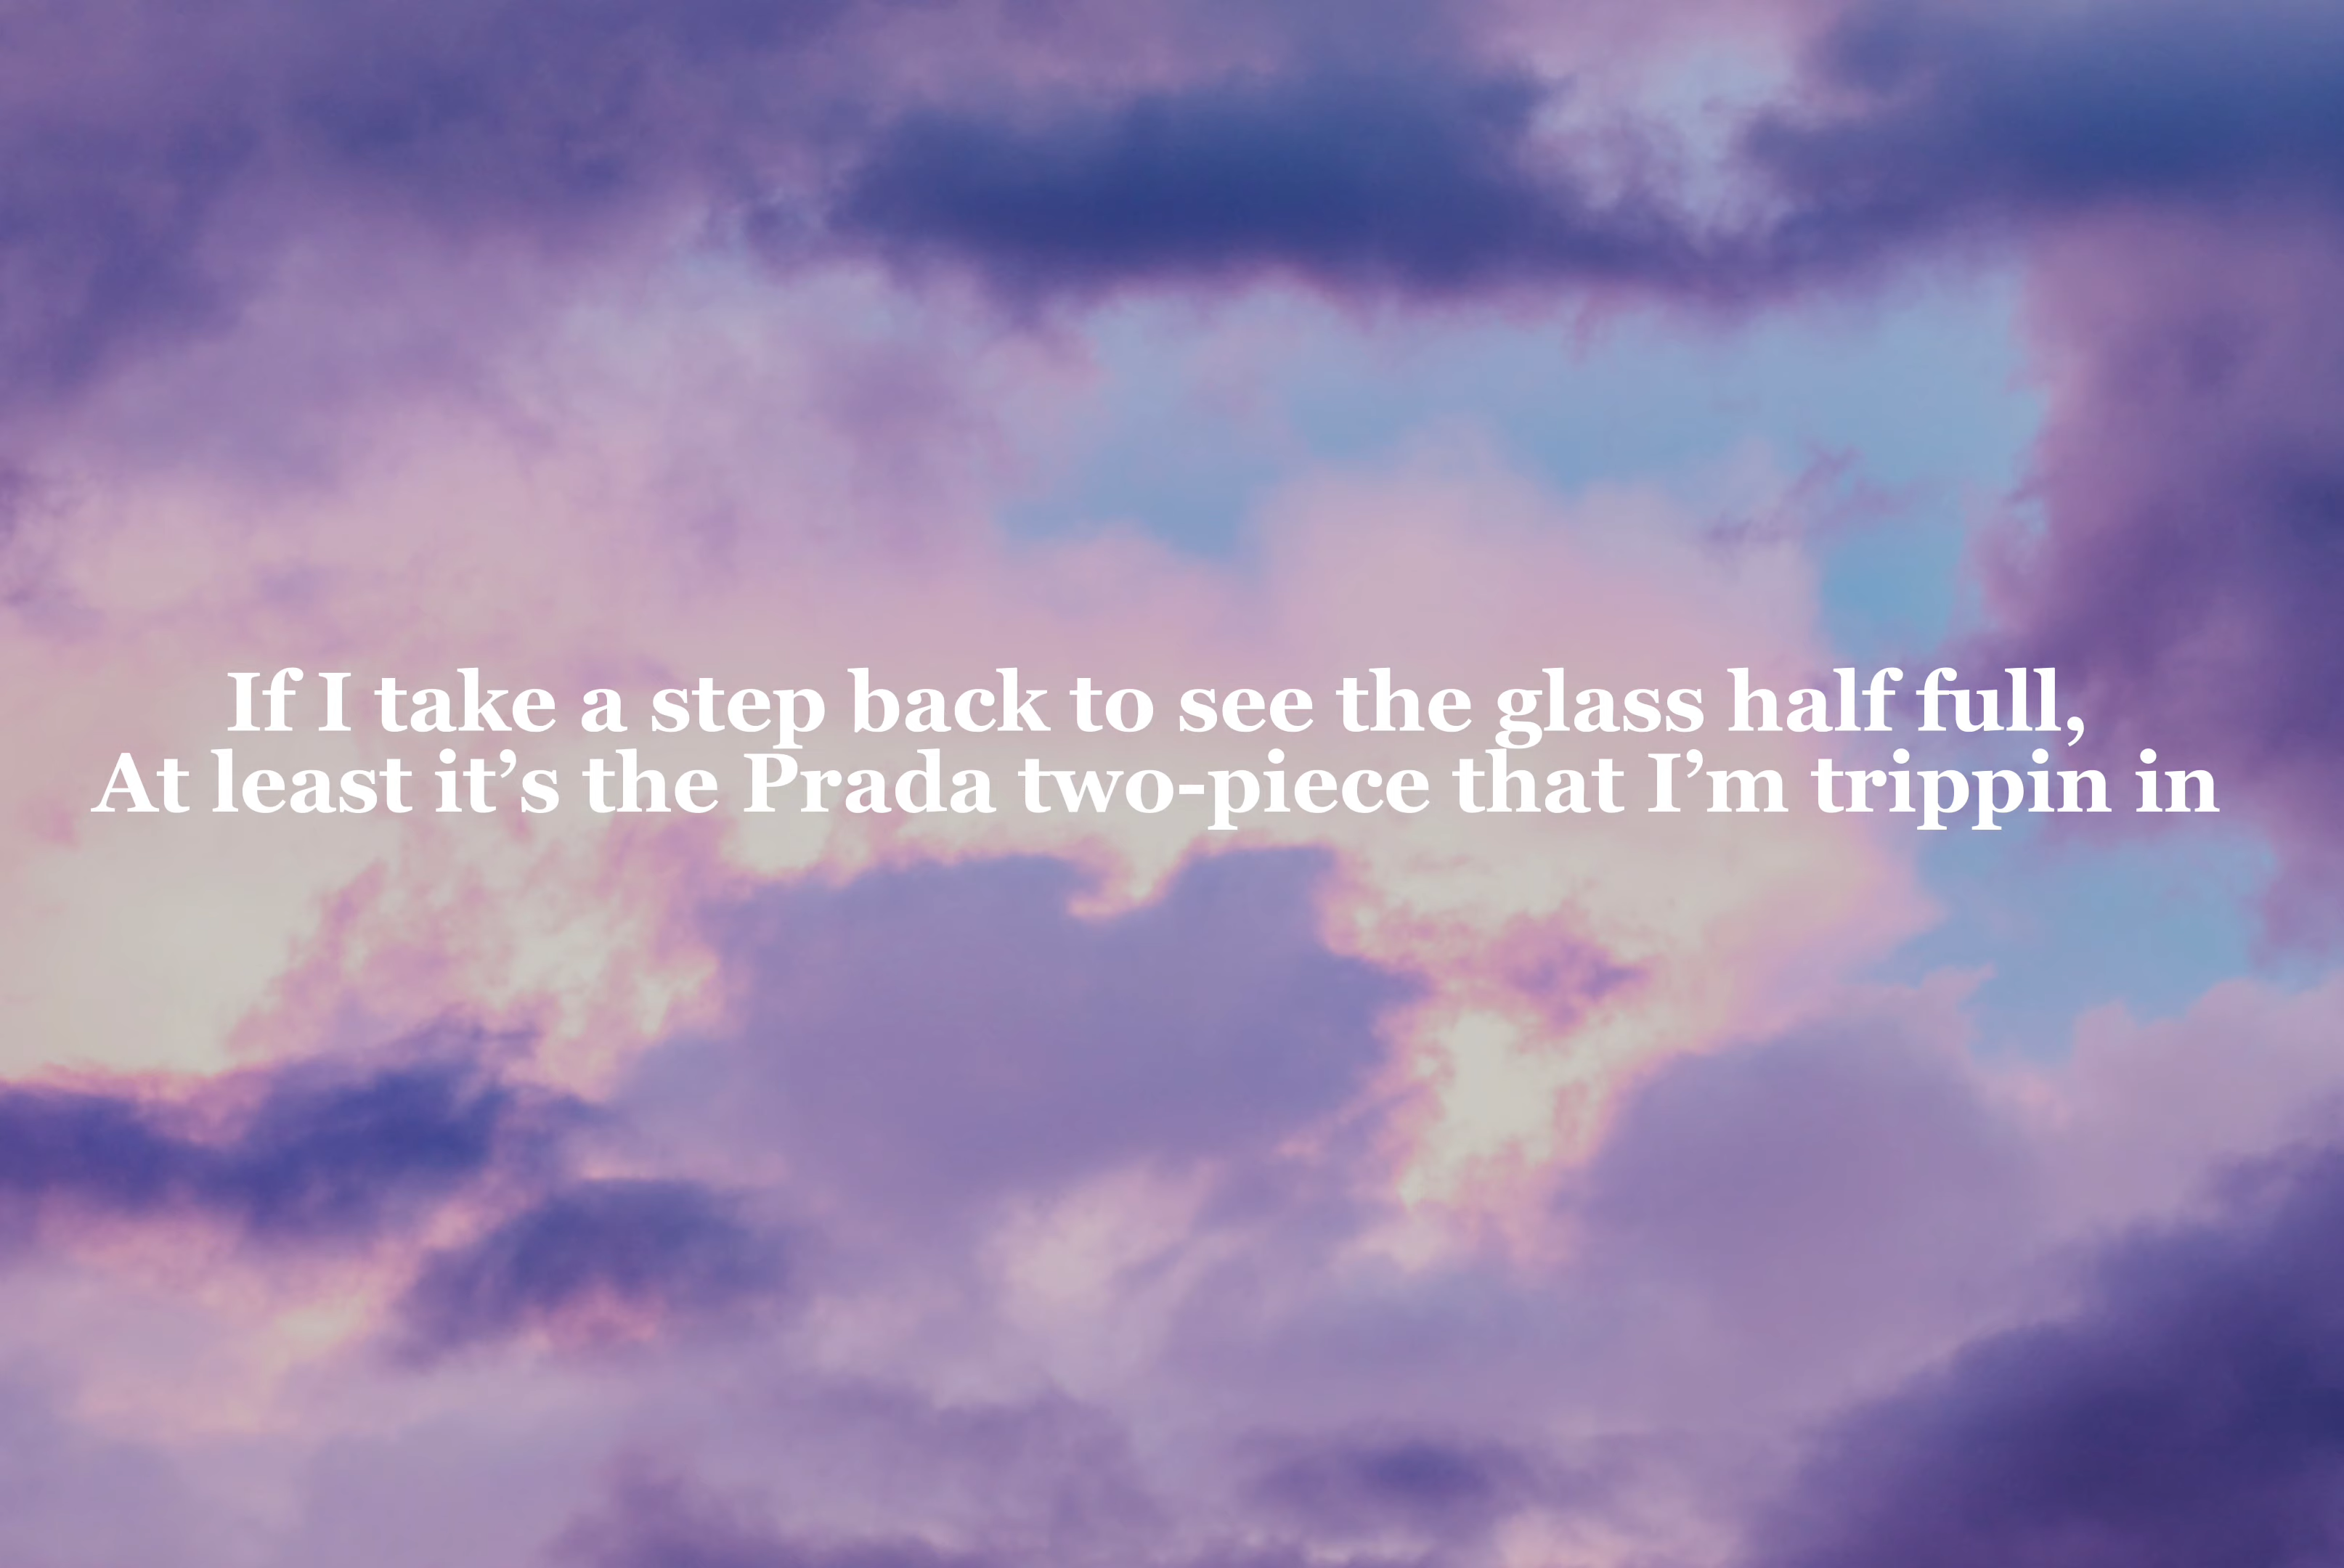 If I take a step back to see the glass half full,
At least it’s the Prada two-piece that I’m trippin in